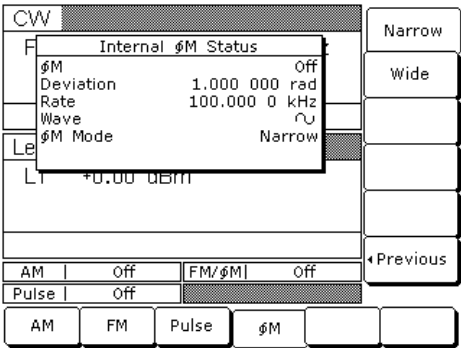 CW
Narrow
Internal ϕM Status
F
z
ϕM Off
Deviation 1.000 000 rad
Wide
Rate 100.000 0 kHz
Wave
ϕM Mode Narrow
Le
L1 +0.00 dBm
◂Previous
AM | Off FM/ϕM| Off
Pulse | Off
AM FM Pulse ϕM